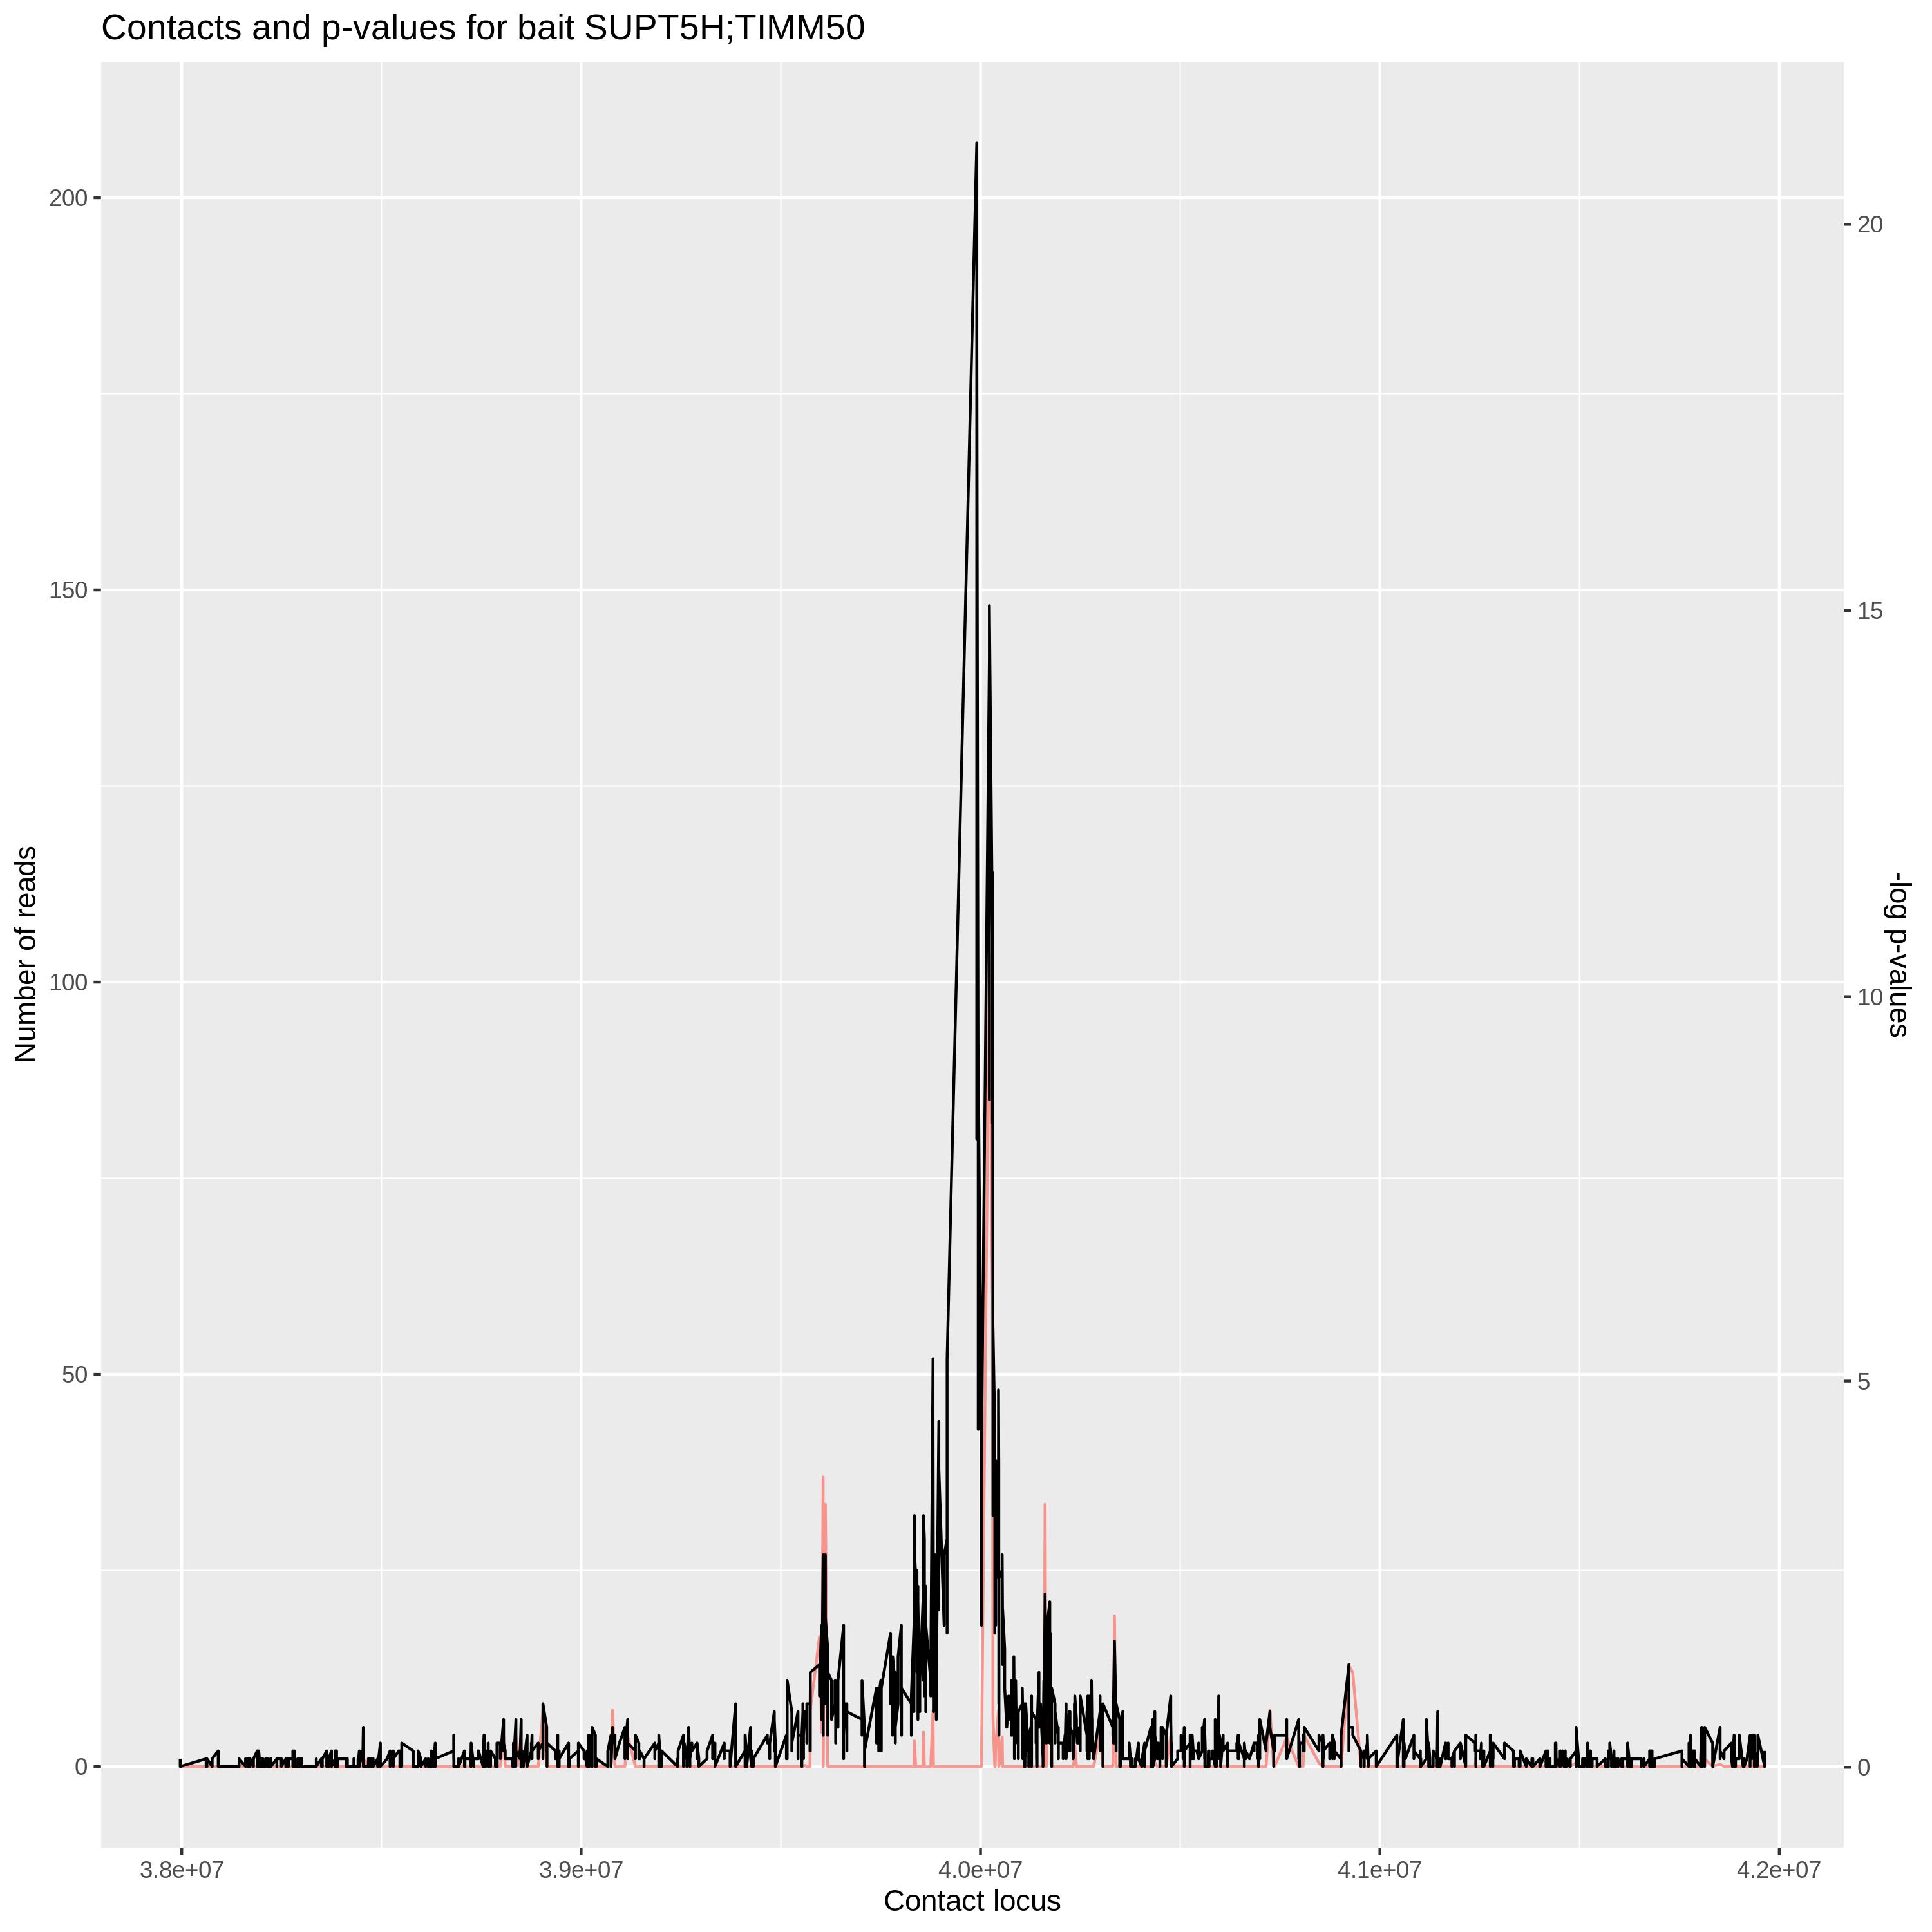 Contacts and p-values for bait SUPT5H;TIMM50
200
150
100
50
0
Number of reads
20
15
10
5
0
-log p-values
3.8e+07
3.9e+07
4.0e+07
4.1e+07
4.2e+07
Contact locus